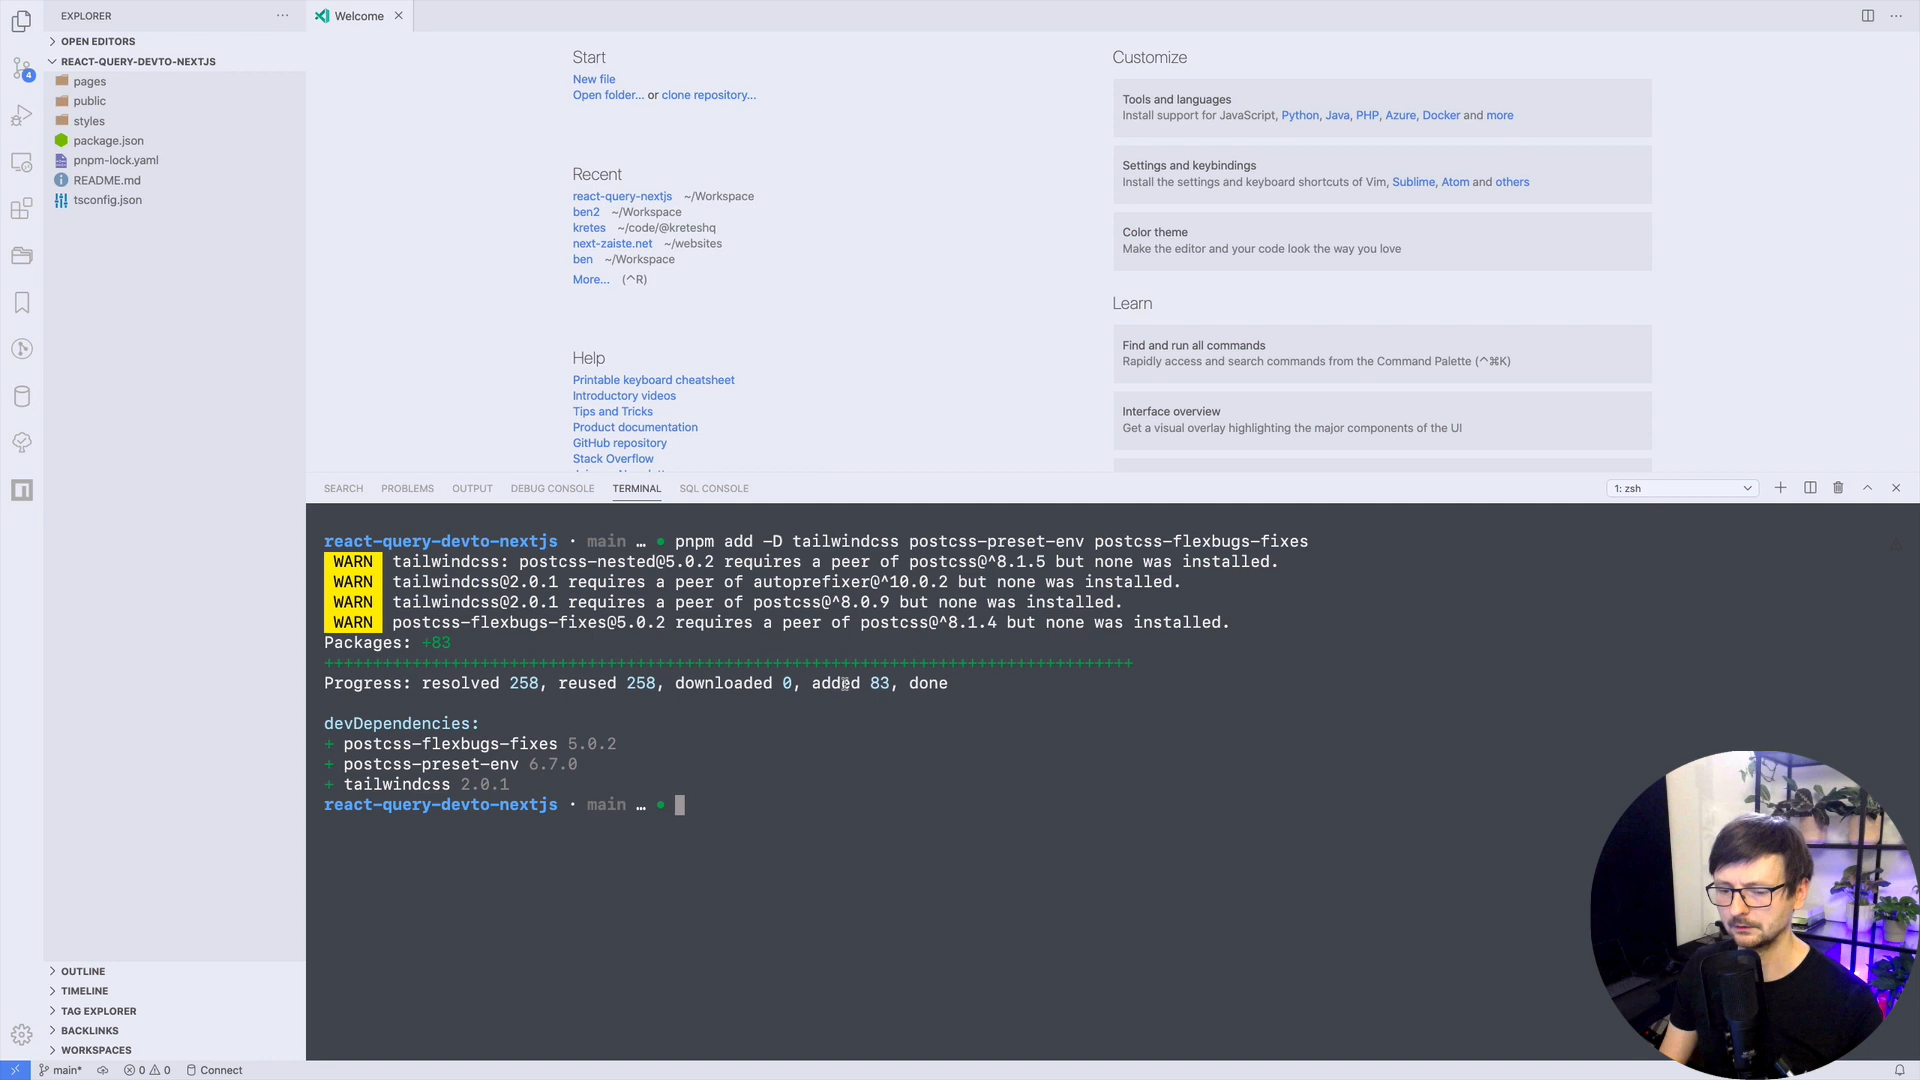 EXPLORER
OPEN EDITORS
REACT-QUERY-DEVTO-NEXTJS
pages
public
styles
package.json
pnpm-lock.yaml
README.md
tsconfig.json
4
OUTLINE
TIMELINE
TAG EXPLORER
BACKLINKS
WORKSPACES
Welcome
Start
New file
Open folder... or clone repository...
Recent
react-query-nextjs ~/Workspace
ben2 ~/Workspace
kretes ~/code/@kreteshq
next-zaiste.net ~/websites
ben ~/Workspace
More... (^R)
Help
Printable keyboard cheatsheet
Introductory videos
Tips and Tricks
Product documentation
GitHub repository
Stack Overflow
Customize
Tools and languages
Install support for JavaScript, Python, Java, PHP, Azure, Docker and more
Settings and keybindings
Install the settings and keyboard shortcuts of Vim, Sublime, Atom and others
Color theme
Make the editor and your code look the way you love
Learn
Find and run all commands
Rapidly access and search commands from the Command Palette (^⌘K)
Interface overview
Get a visual overlay highlighting the major components of the UI
SEARCH PROBLEMS OUTPUT DEBUG CONSOLE TERMINAL SQL CONSOLE
1: zsh
react-query-devto-nextjs · main … ● pnpm add -D tailwindcss postcss-preset-env postcss-flexbugs-fixes
WARN tailwindcss: postcss-nested@5.0.2 requires a peer of postcss@^8.1.5 but none was installed.
WARN tailwindcss@2.0.1 requires a peer of autoprefixer@^10.0.2 but none was installed.
WARN tailwindcss@2.0.1 requires a peer of postcss@^8.0.9 but none was installed.
WARN postcss-flexbugs-fixes@5.0.2 requires a peer of postcss@^8.1.4 but none was installed.
Packages: +83
+++++++++++++++++++++++++++++++++++++++++++++++++++++++++++++++++++++++++++++++++++
Progress: resolved 258, reused 258, downloaded 0, added 83, done
devDependencies:
+ postcss-flexbugs-fixes 5.0.2
+ postcss-preset-env 6.7.0
+ tailwindcss 2.0.1
react-query-devto-nextjs · main … ●
main* 0 0 Connect